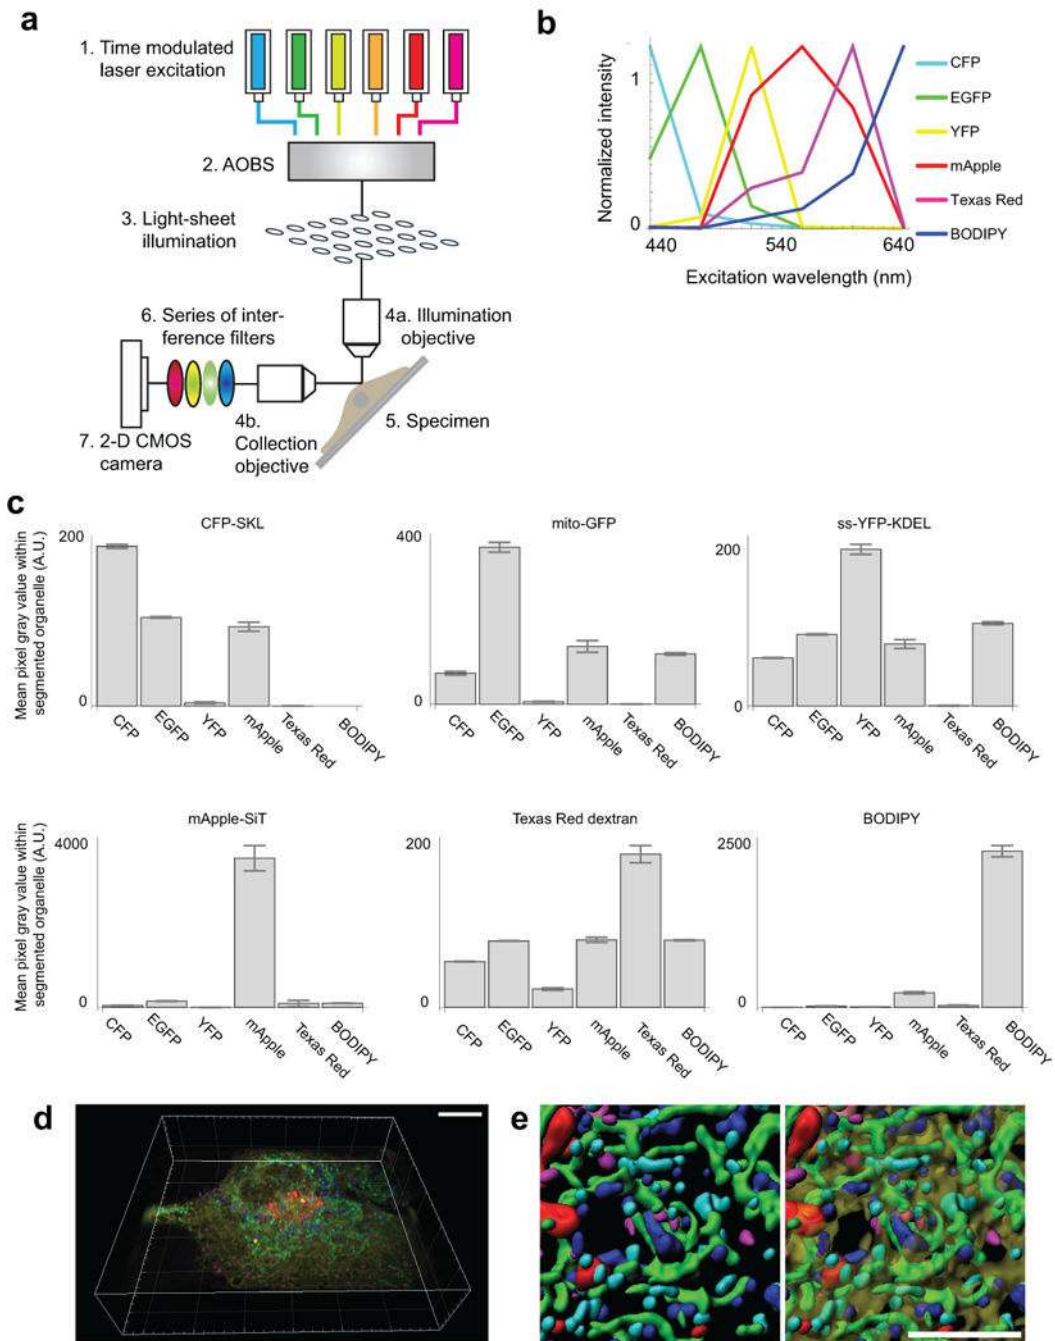 a
1. Time modulated
laser excitation
2. AOBS
3. Light-sheet
illumination
6. Series of inter-
ference filters
4a. Illumination
objective
4b.
Collection
objective
5. Specimen
7. 2-D CMOS
camera
b
Normalized intensity
1
0
440
540
640
Excitation wavelength (nm)
CFP
EGFP
YFP
mApple
Texas Red
BODIPY
c
Mean pixel gray value within
segmented organelle (A.U.)
CFP-SKL
200
0
CFP
EGFP
YFP
mApple
Texas Red
BODIPY
mito-GFP
400
0
CFP
EGFP
YFP
mApple
Texas Red
BODIPY
ss-YFP-KDEL
200
0
CFP
EGFP
YFP
mApple
Texas Red
BODIPY
Mean pixel gray value within
segmented organelle (A.U.)
mApple-SiT
4000
0
CFP
EGFP
YFP
mApple
Texas Red
BODIPY
Texas Red dextran
200
0
CFP
EGFP
YFP
mApple
Texas Red
BODIPY
BODIPY
2500
0
CFP
EGFP
YFP
mApple
Texas Red
BODIPY
d
e